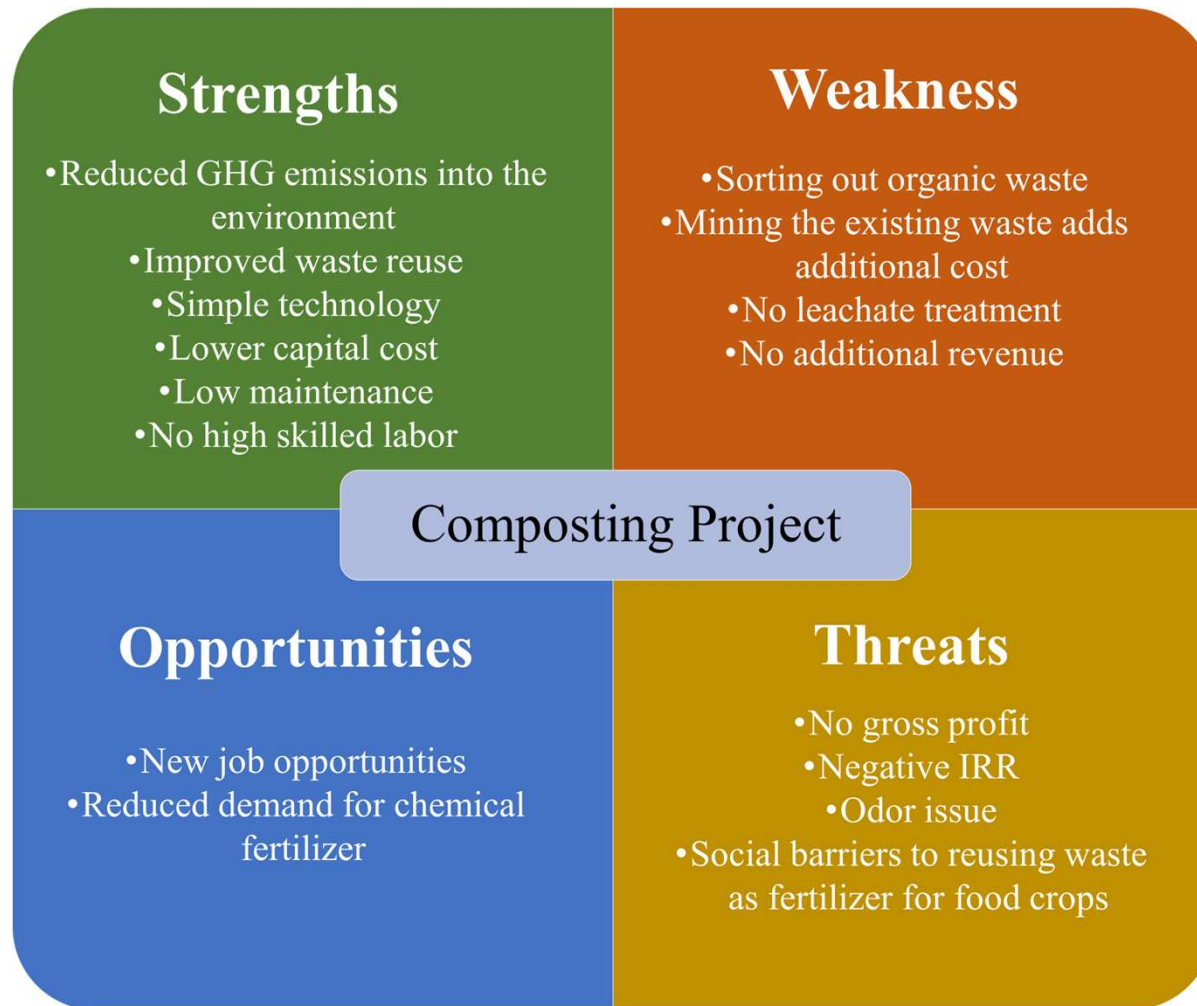 Strengths
•Reduced GHG emissions into the
environment
•Improved waste reuse
•Simple technology
•Lower capital cost
•Low maintenance
•No high skilled labor
Weakness
•Sorting out organic waste
•Mining the existing waste adds
additional cost
•No leachate treatment
•No additional revenue
Composting Project
Opportunities
•New job opportunities
•Reduced demand for chemical
fertilizer
Threats
•No gross profit
•Negative IRR
•Odor issue
•Social barriers to reusing waste
as fertilizer for food crops